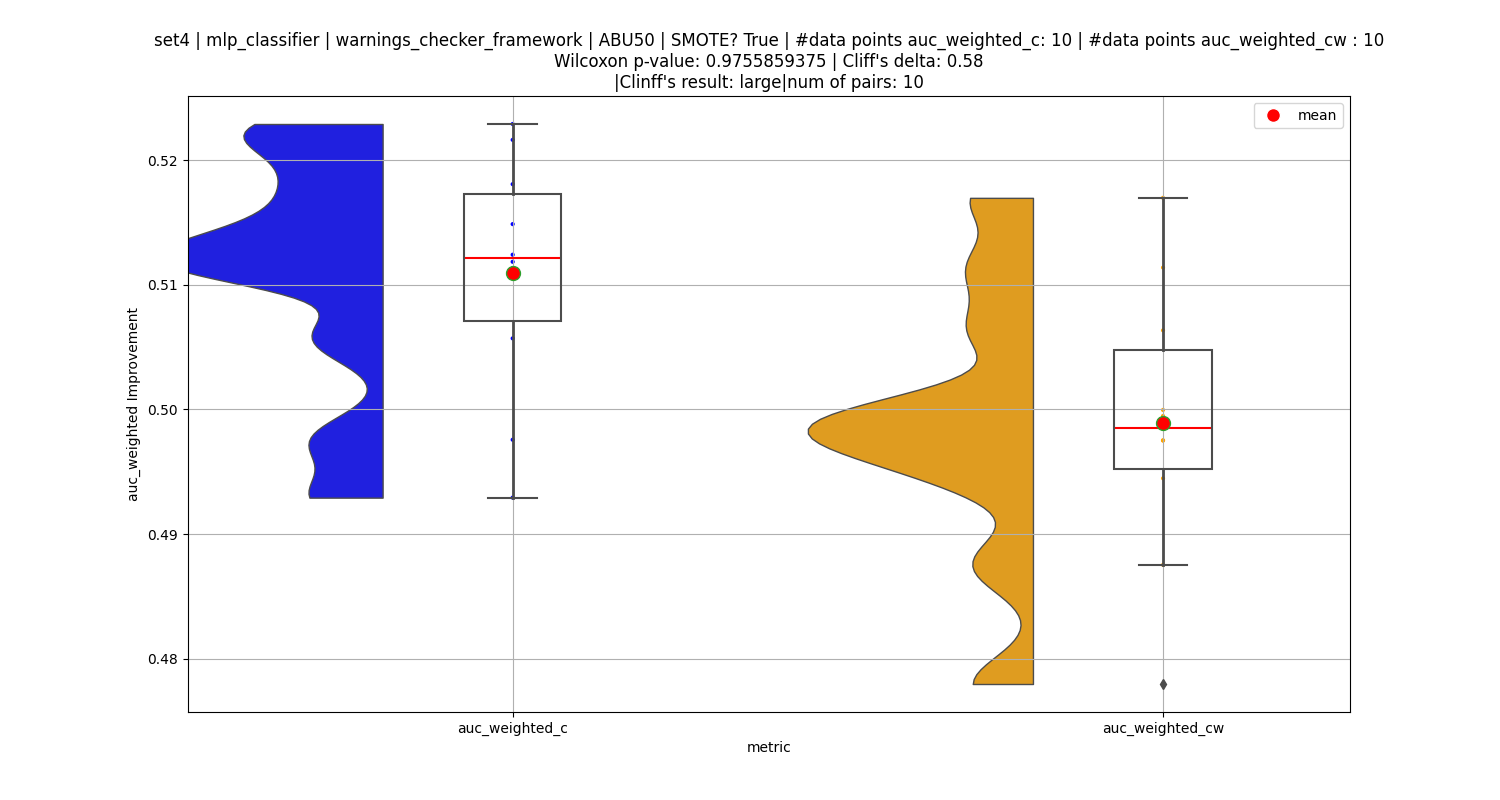 set4 | mlp_classifier | warnings_checker_framework | ABU50 | SMOTE? True | #data points auc_weighted_c: 10 | #data points auc_weighted_cw : 10
Wilcoxon p-value: 0.9755859375 | Cliff's delta: 0.58
|Clinff's result: large|num of pairs: 10
mean
0.52
0.51
0.50
0.49
0.48
auc_weighted Improvement
auc_weighted_c
auc_weighted_cw
metric